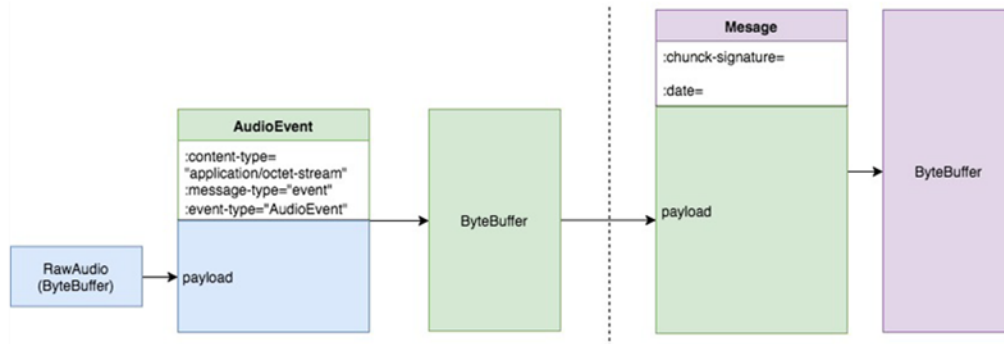 RawAudio
(ByteBuffer)
AudioEvent
:content-type=
"application/octet-stream"
:message-type="event"
:event-type="AudioEvent"
payload
ByteBuffer
Mesage
:chunck-signature=
:date=
payload
ByteBuffer